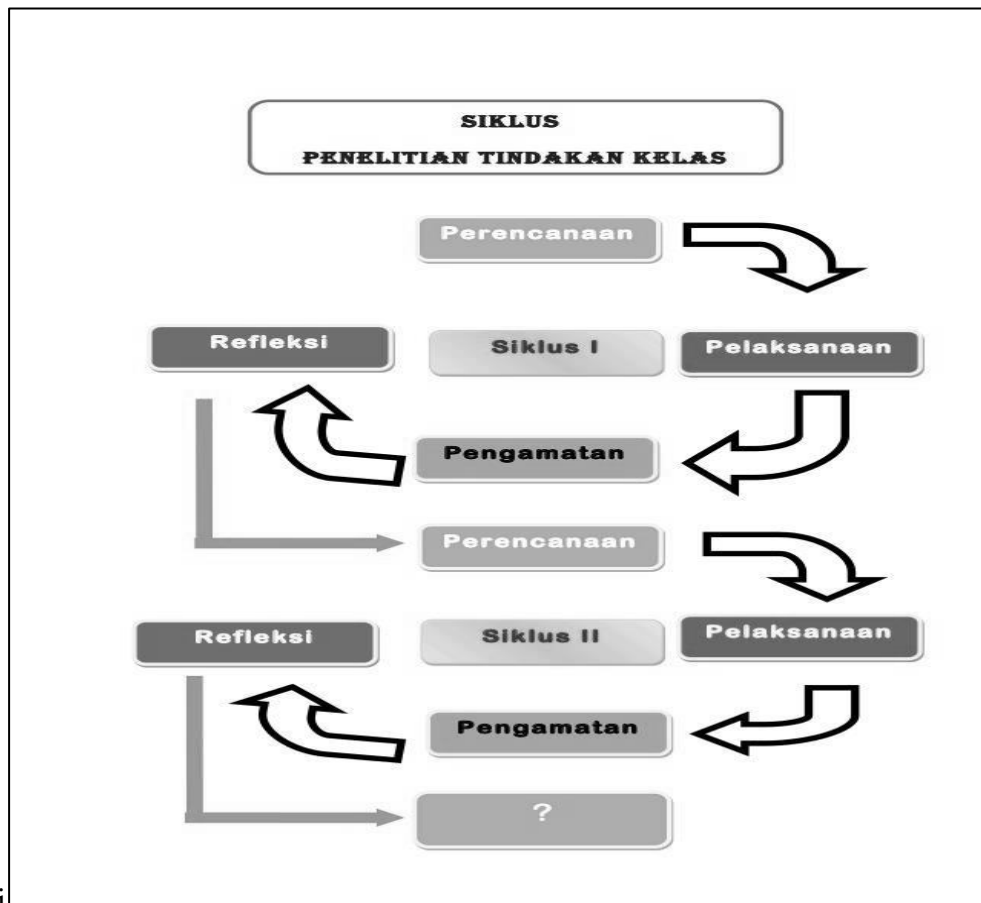 SIKLUS
PENELITIAN TINDAKAN KELAS
Perencanaan
Refleksi
Siklus I
Pelaksanaan
Pengamatan
Perencanaan
Refleksi
Siklus II
Pelaksanaan
Pengamatan
?